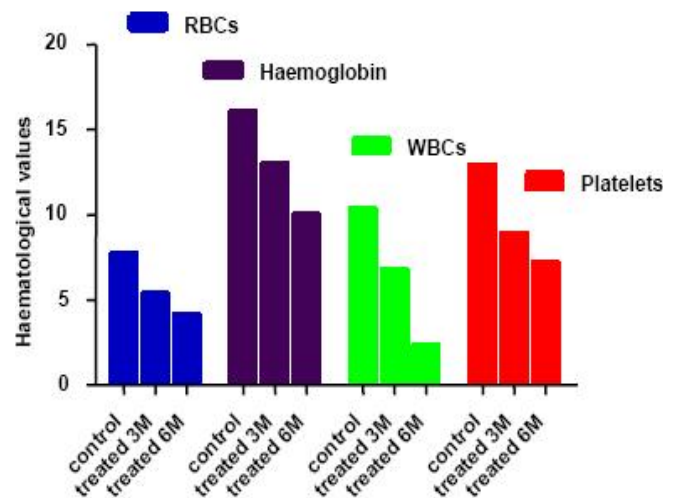 RBCs
Haemoglobin
WBCs
Platelets
Haematological values
20
15
10
5
0
control
treated 3M
treated 6M
control
treated 3M
treated 6M
control
treated 3M
treated 6M
control
treated 3M
treated 6M